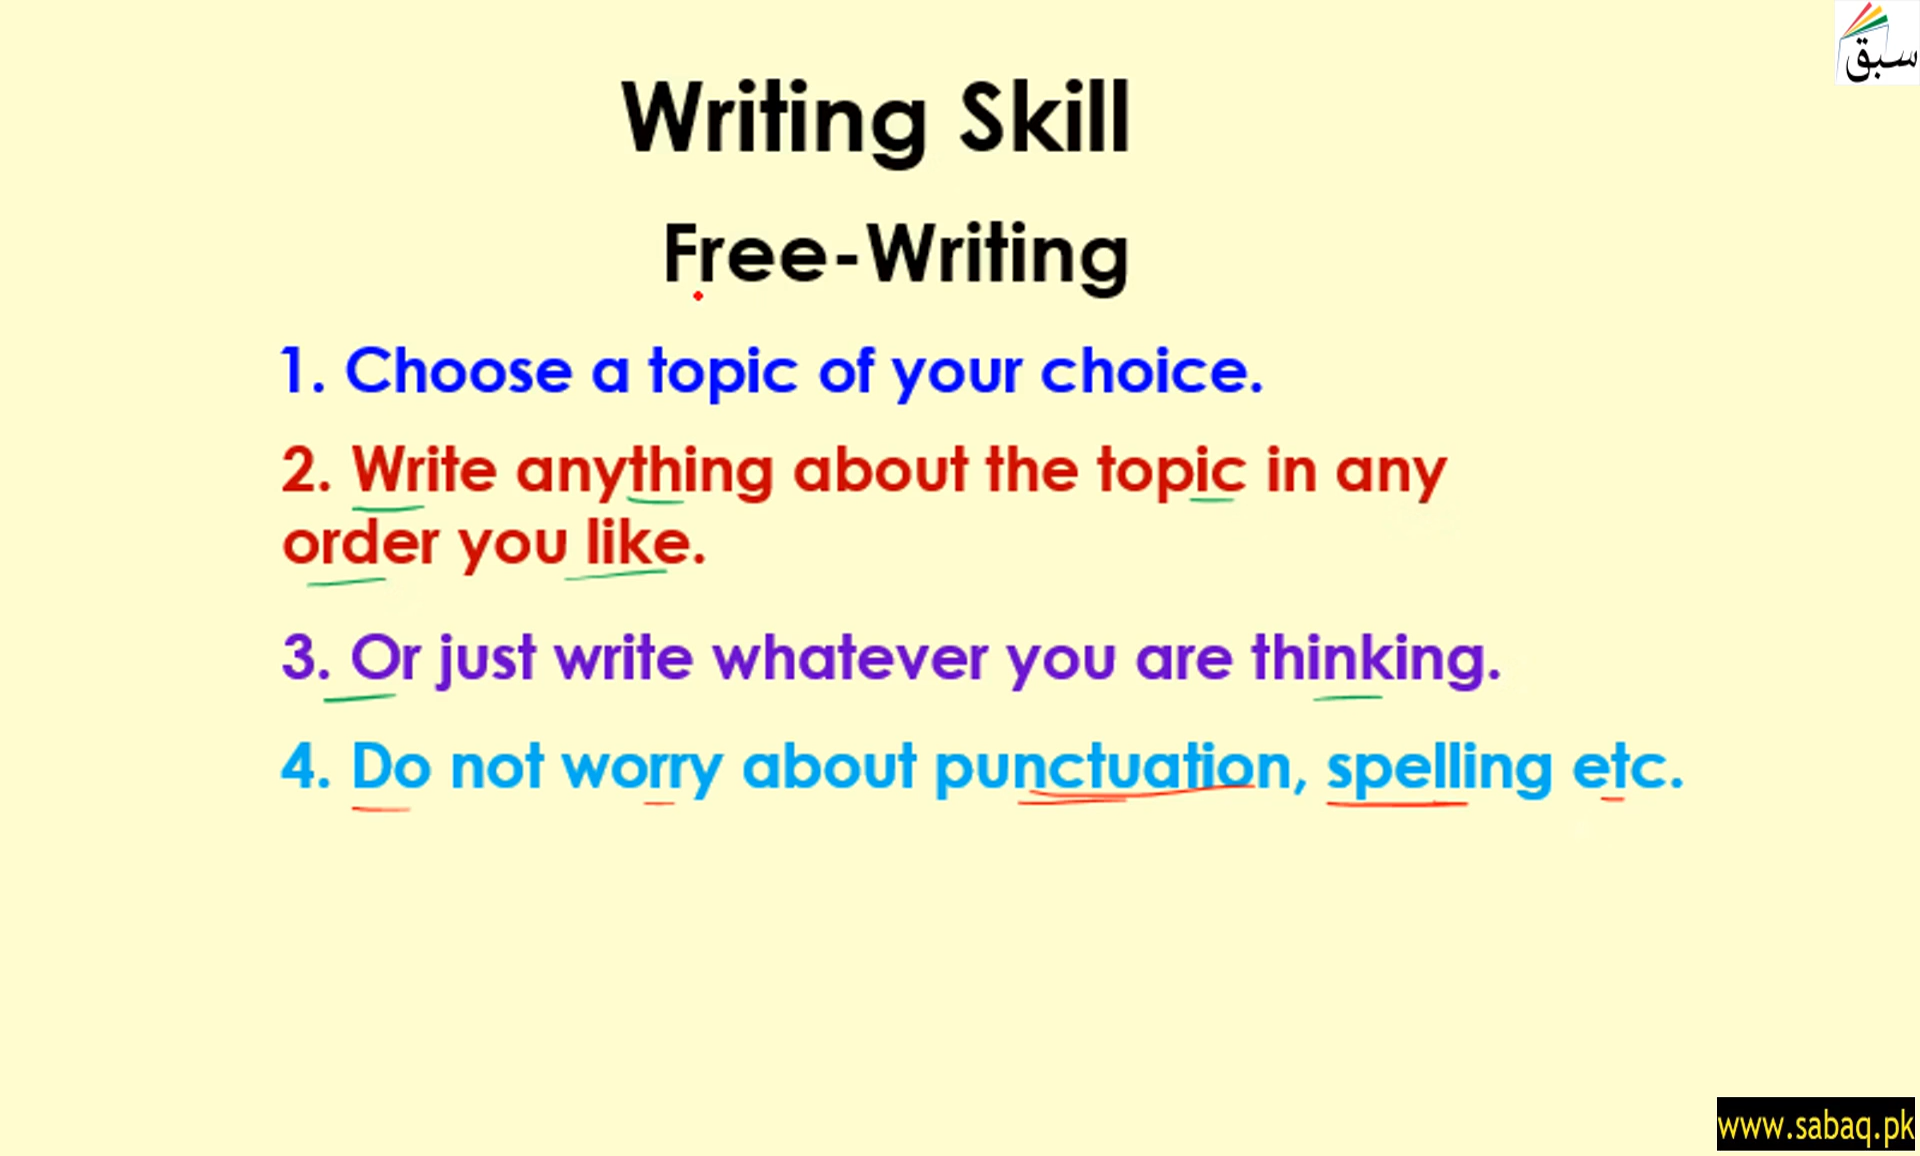 سبق
Writing Skill
Free-Writing
1. Choose a topic of your choice.
2. Write anything about the topic in any
order you like.
3. Or just write whatever you are thinking.
4. Do not worry about punctuation, spelling etc.
www.sabaq.pk